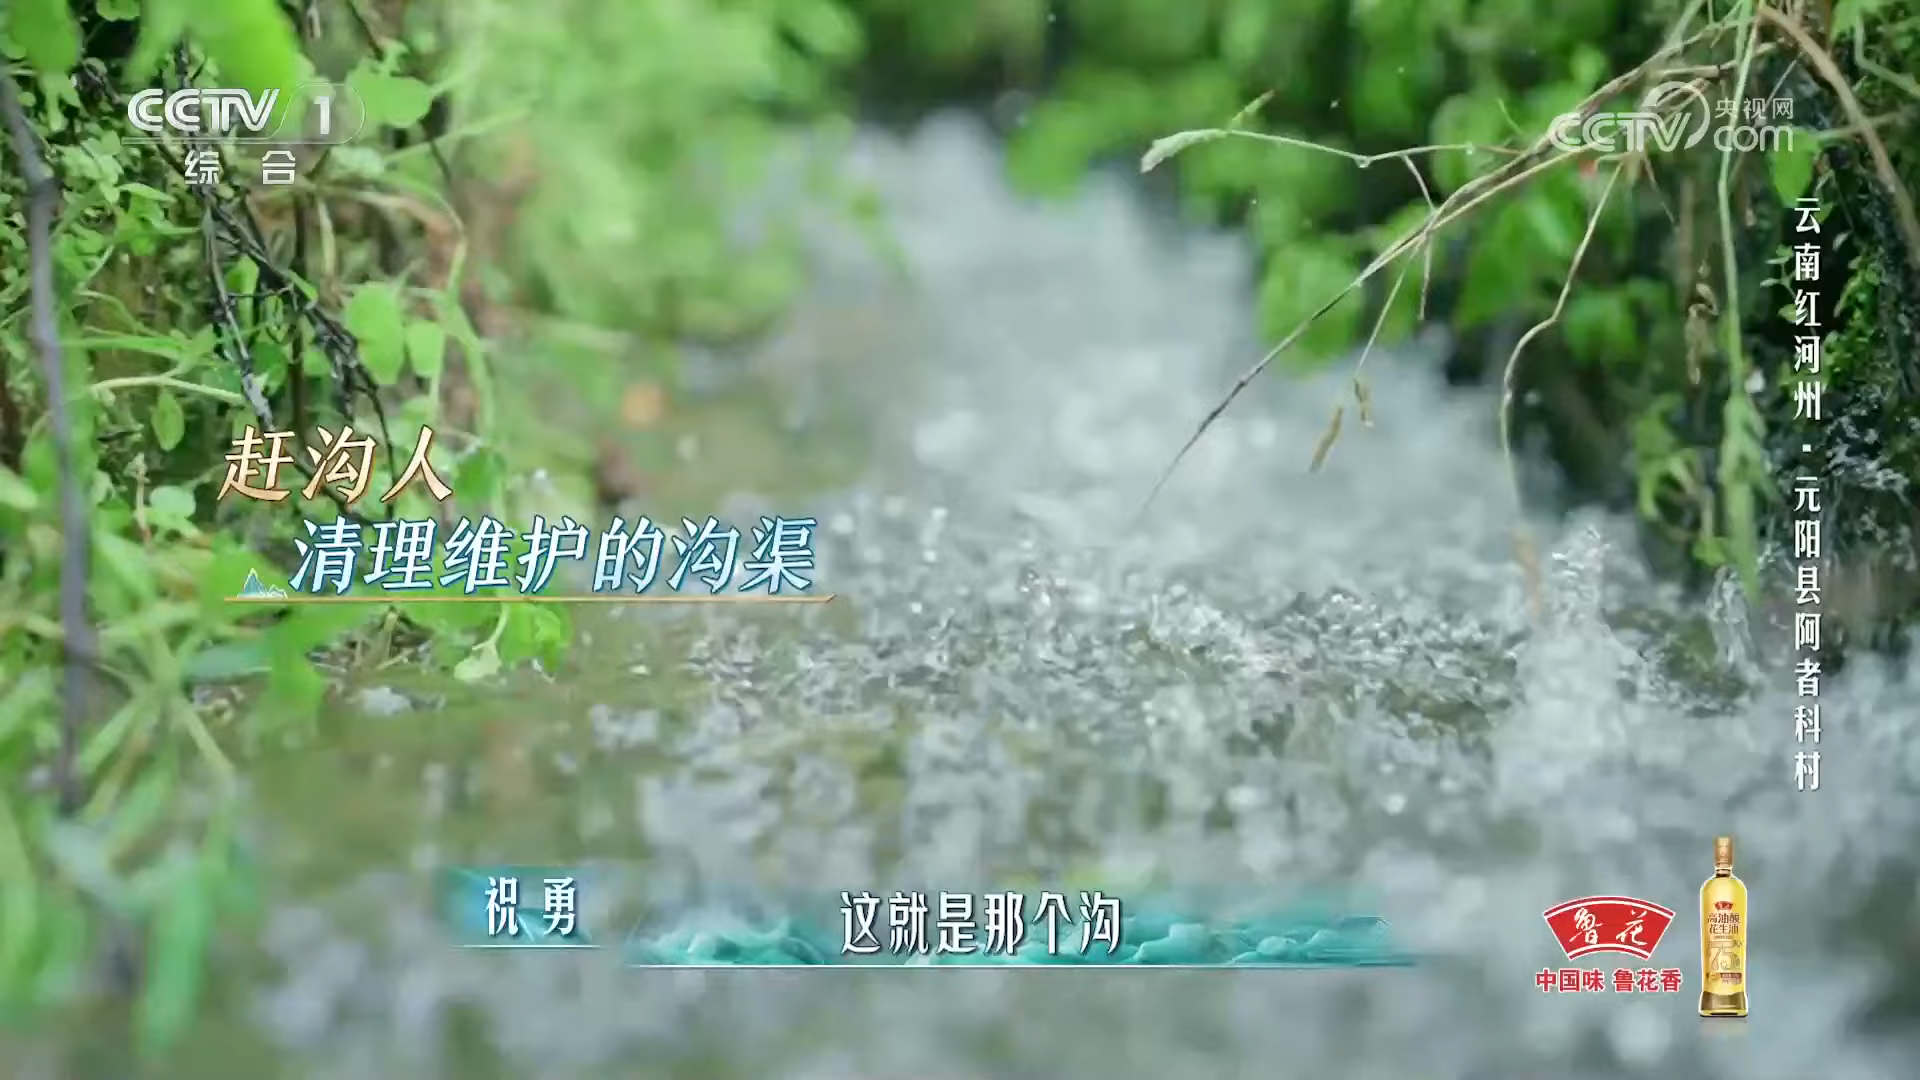 CCTV 1
综合
央视网
CCTV.com
云南红河州·元阳县阿者科村
赶沟人
清理维护的沟渠
祝勇
这就是那个沟
鲁花
中国味 鲁花香
高油酸
花生油